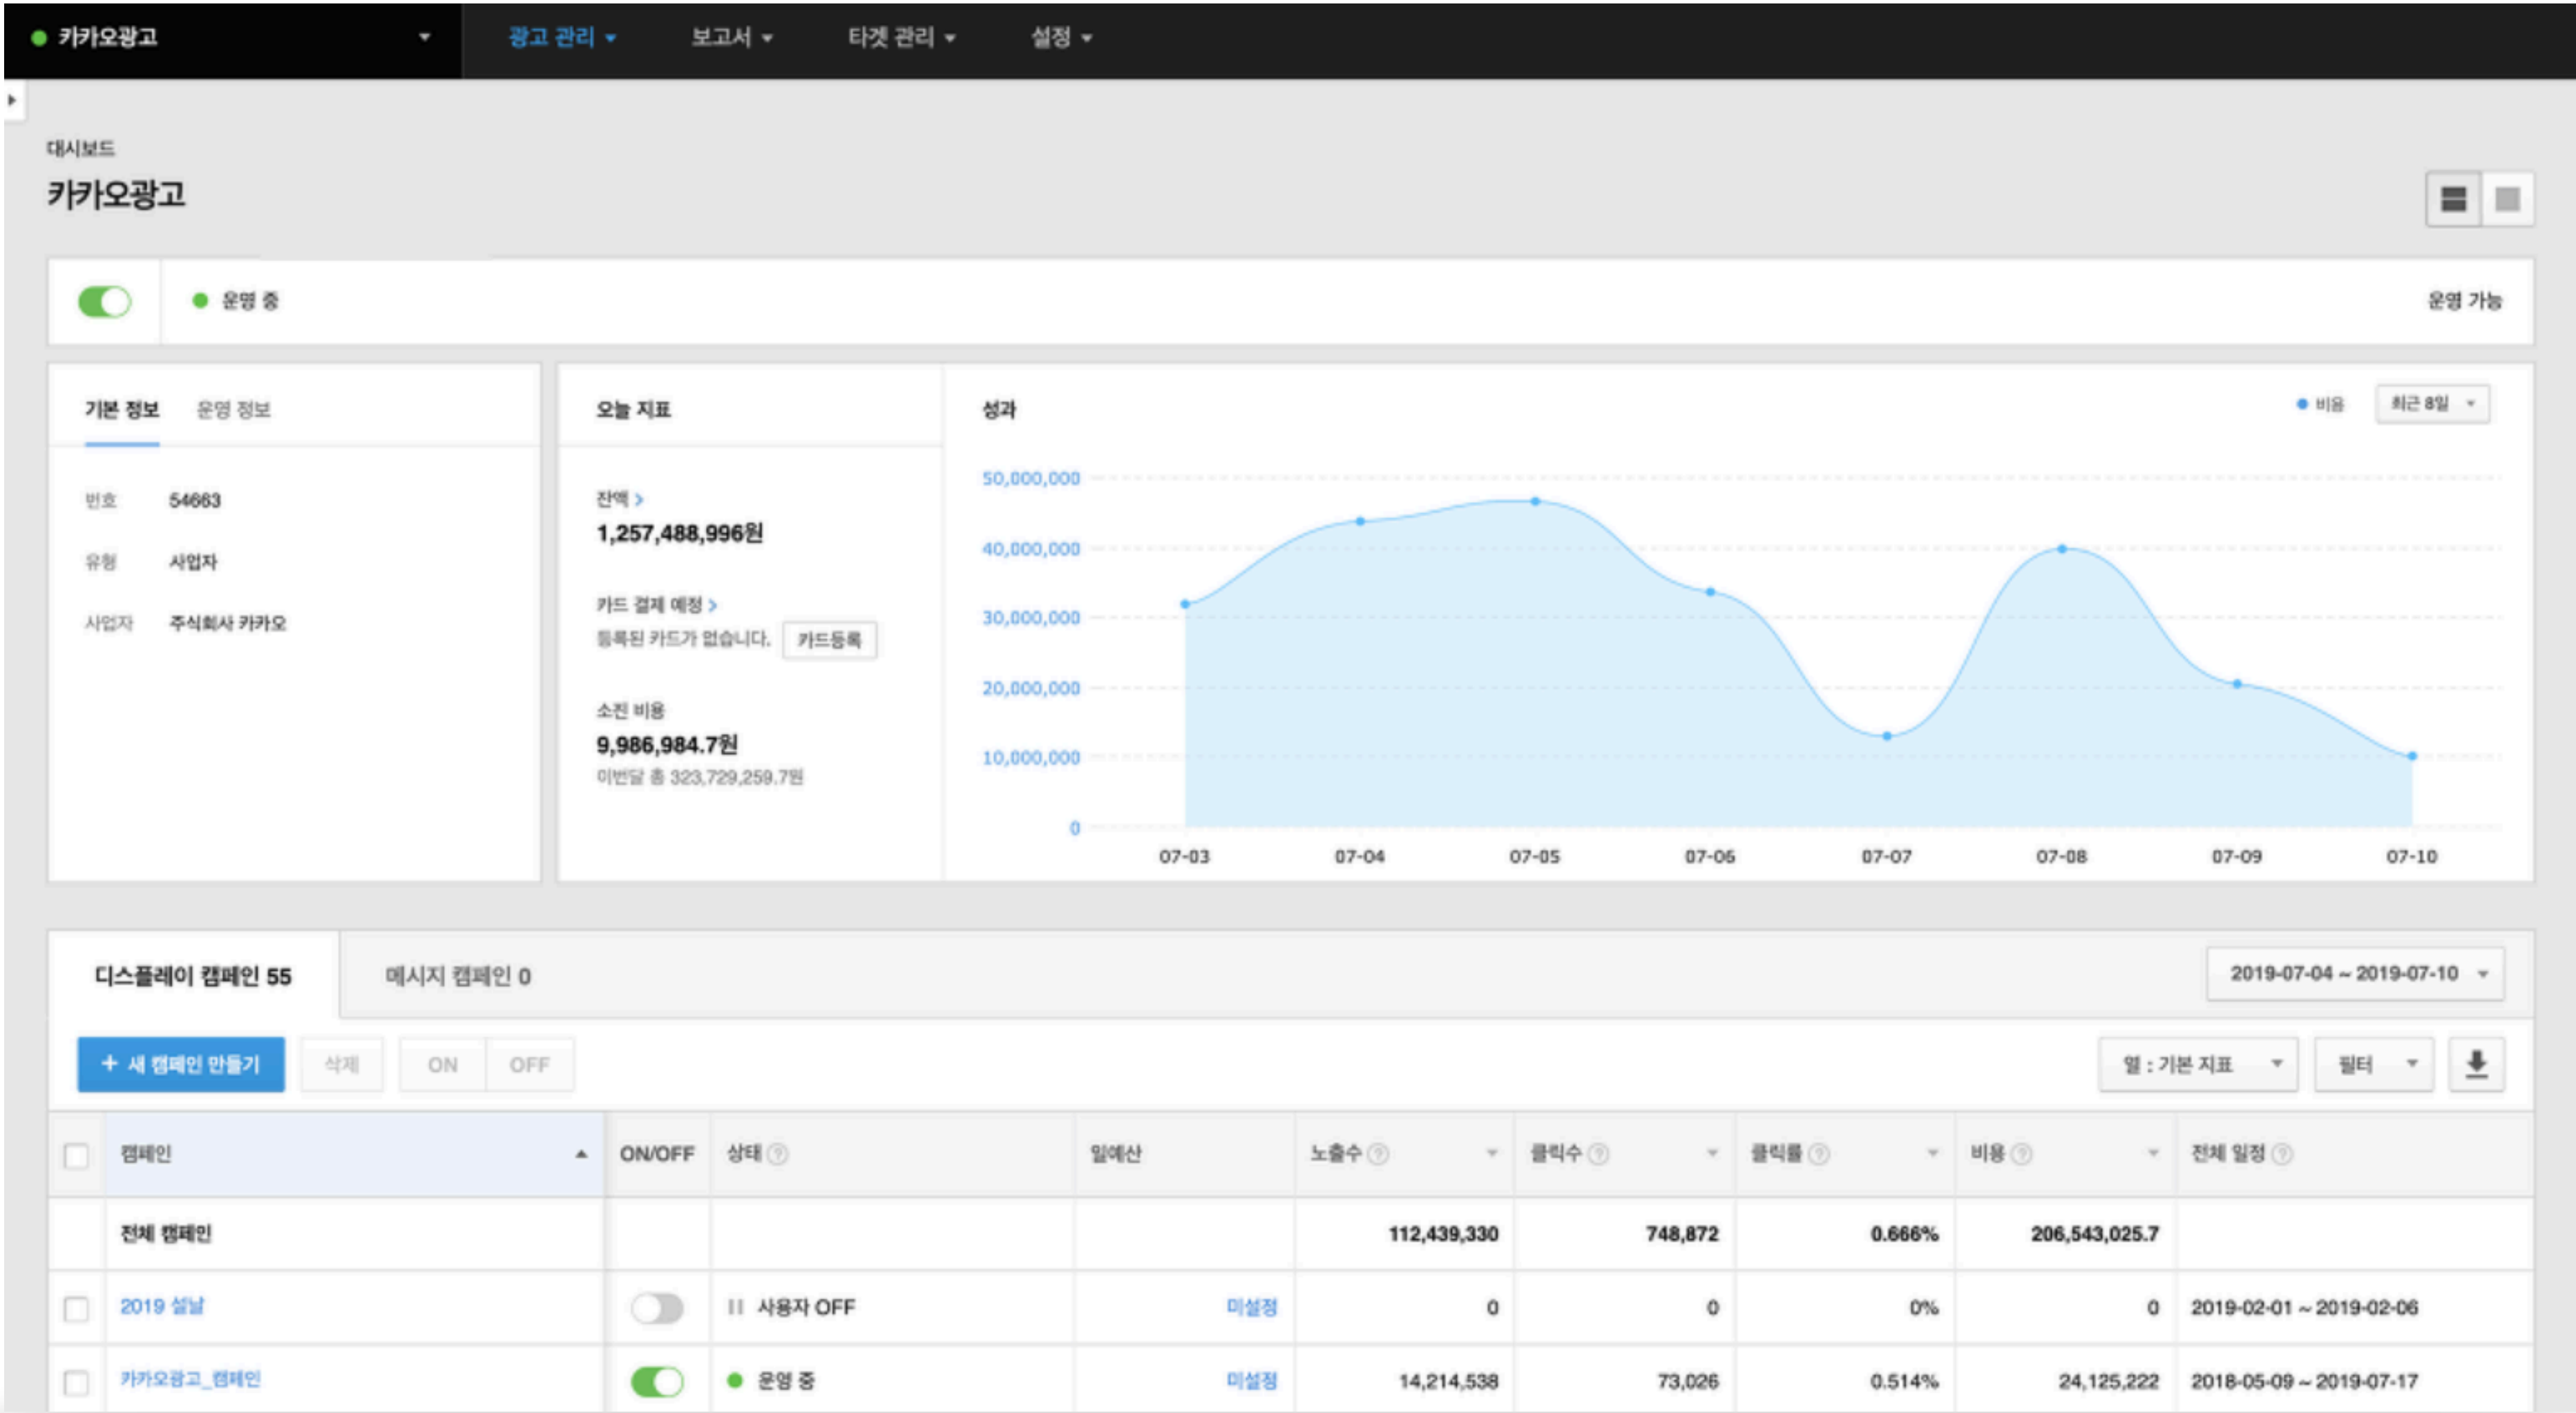 카카오광고 광고 관리 보고서 타겟 관리 설정
대시보드
카카오광고
운영 중 운영 가능
기본 정보 운영 정보
번호 54663
유형 사업자
사업자 주식회사 카카오
오늘 지표
잔액 >
1,257,488,996원
카드 결제 예정 >
등록된 카드가 없습니다. 카드등록
소진 비용
9,986,984.7원
이번달 총 323,729,259.7원
성과 비용 최근 8일
50,000,000
40,000,000
30,000,000
20,000,000
10,000,000
0
07-03 07-04 07-05 07-06 07-07 07-08 07-09 07-10
디스플레이 캠페인 55 메시지 캠페인 0 2019-07-04 ~ 2019-07-10
+ 새 캠페인 만들기 삭제 ON OFF 열 : 기본 지표 필터
캠페인 ON/OFF 상태 ? 일예산 노출수 ? 클릭수 ? 클릭률 ? 비용 ? 전체 일정 ?
전체 캠페인 112,439,330 748,872 0.666% 206,543,025.7
2019 설날 사용자 OFF 미설정 0 0 0% 0 2019-02-01 ~ 2019-02-06
카카오광고_캠페인 운영 중 미설정 14,214,538 73,026 0.514% 24,125,222 2018-05-09 ~ 2019-07-17